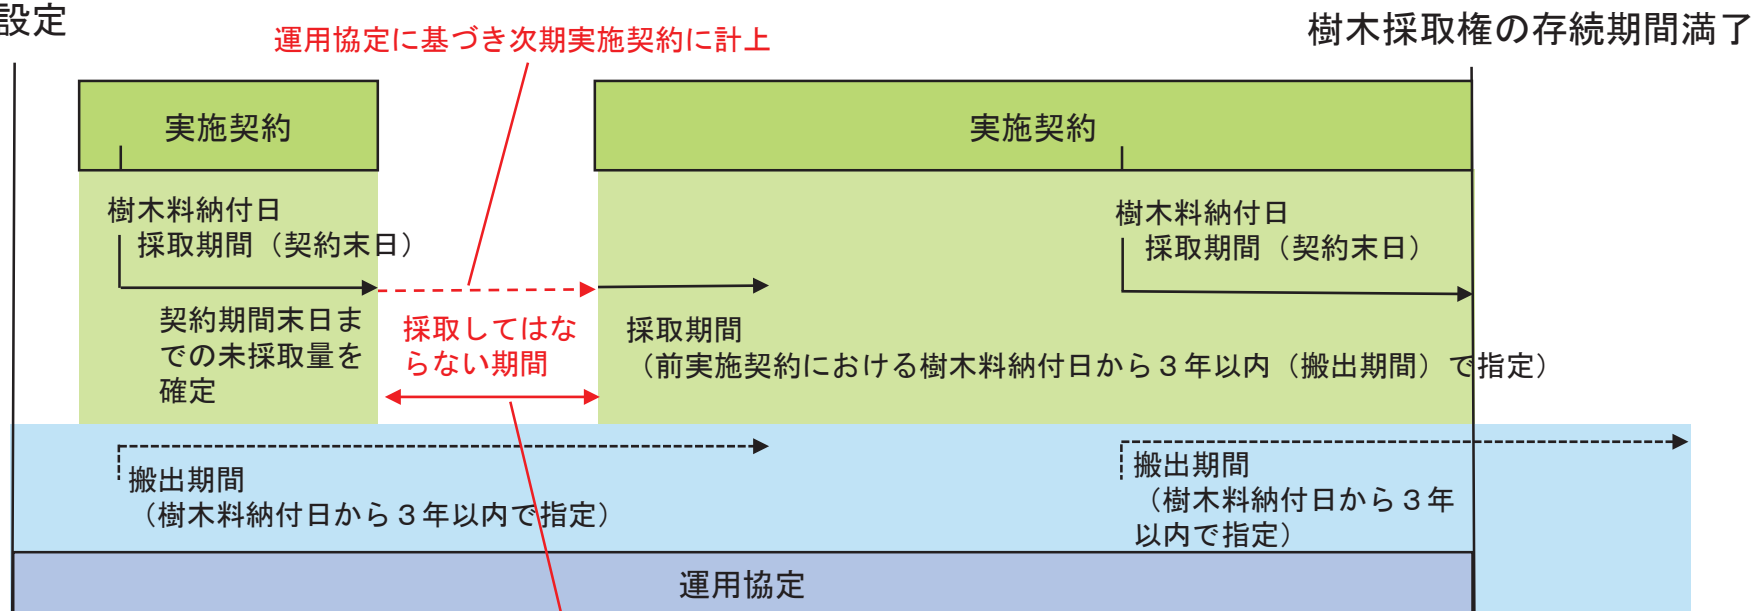 設定
運用協定に基づき次期実施契約に計上
樹木採取権の存続期間満了
実施契約
実施契約
樹木料納付日
採取期間（契約末日）
樹木料納付日
採取期間（契約末日）
契約期間末日ま
での未採取量を
確定
採取してはな
らない期間
採取期間
（前実施契約における樹木料納付日から３年以内（搬出期間）で指定）
搬出期間
（樹木料納付日から３年以内で指定）
搬出期間
（樹木料納付日から３年
以内で指定）
運用協定